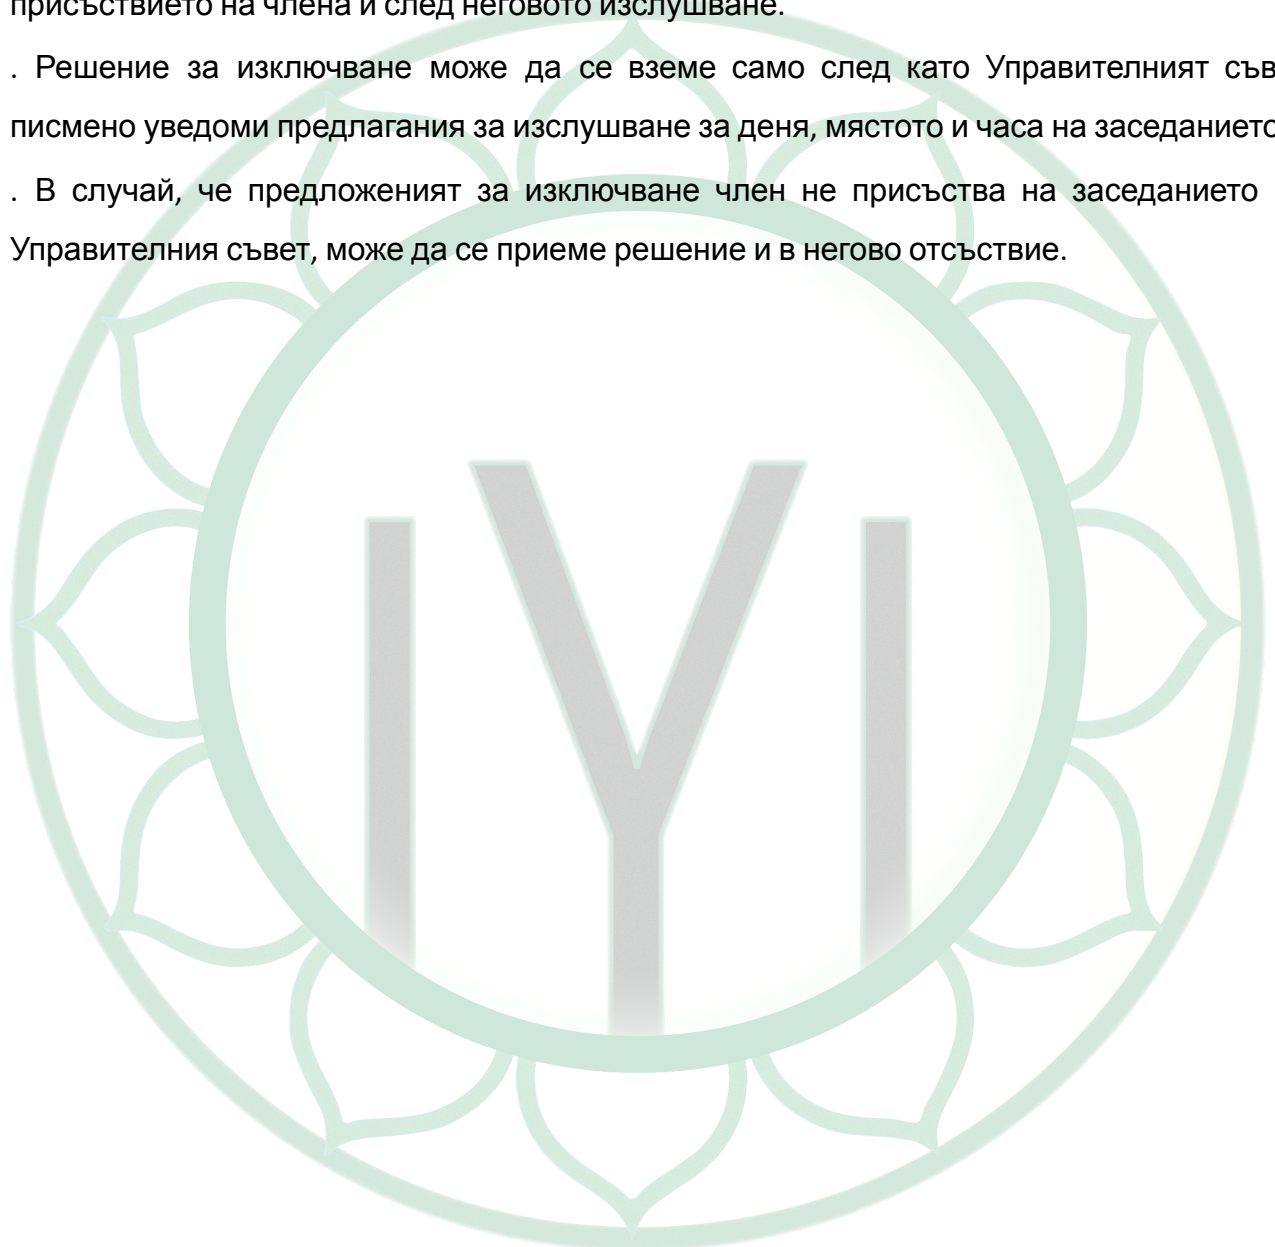 присъствието на члена и след неговото изслушване.
. Решение за изключване може да се вземе само след като Управителният съв
писмено уведоми предлагания за изслушване за деня, мястото и часа на заседанието
. В случай, че предложеният за изключване член не присъства на заседанието
Управителния съвет, може да се приеме решение и в негово отсъствие.
IYI